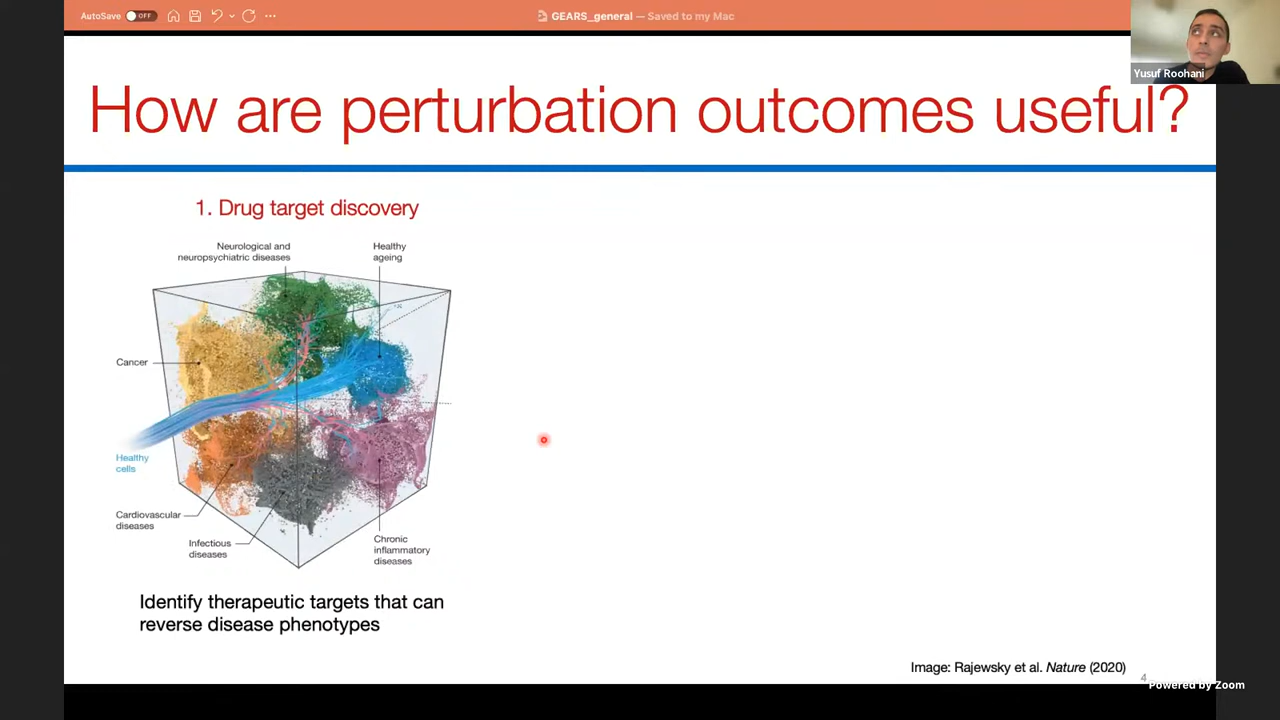 AutoSave OFF
GEARS_general — Saved to my Mac
Yusuf Roohani
How are perturbation outcomes useful?
1. Drug target discovery
Neurological and
neuropsychiatric diseases
Healthy
ageing
Cancer
Healthy
cells
Cardiovascular
diseases
Infectious
diseases
Chronic
inflammatory
diseases
Identify therapeutic targets that can
reverse disease phenotypes
Image: Rajewsky et al. Nature (2020)
4
Powered by Zoom